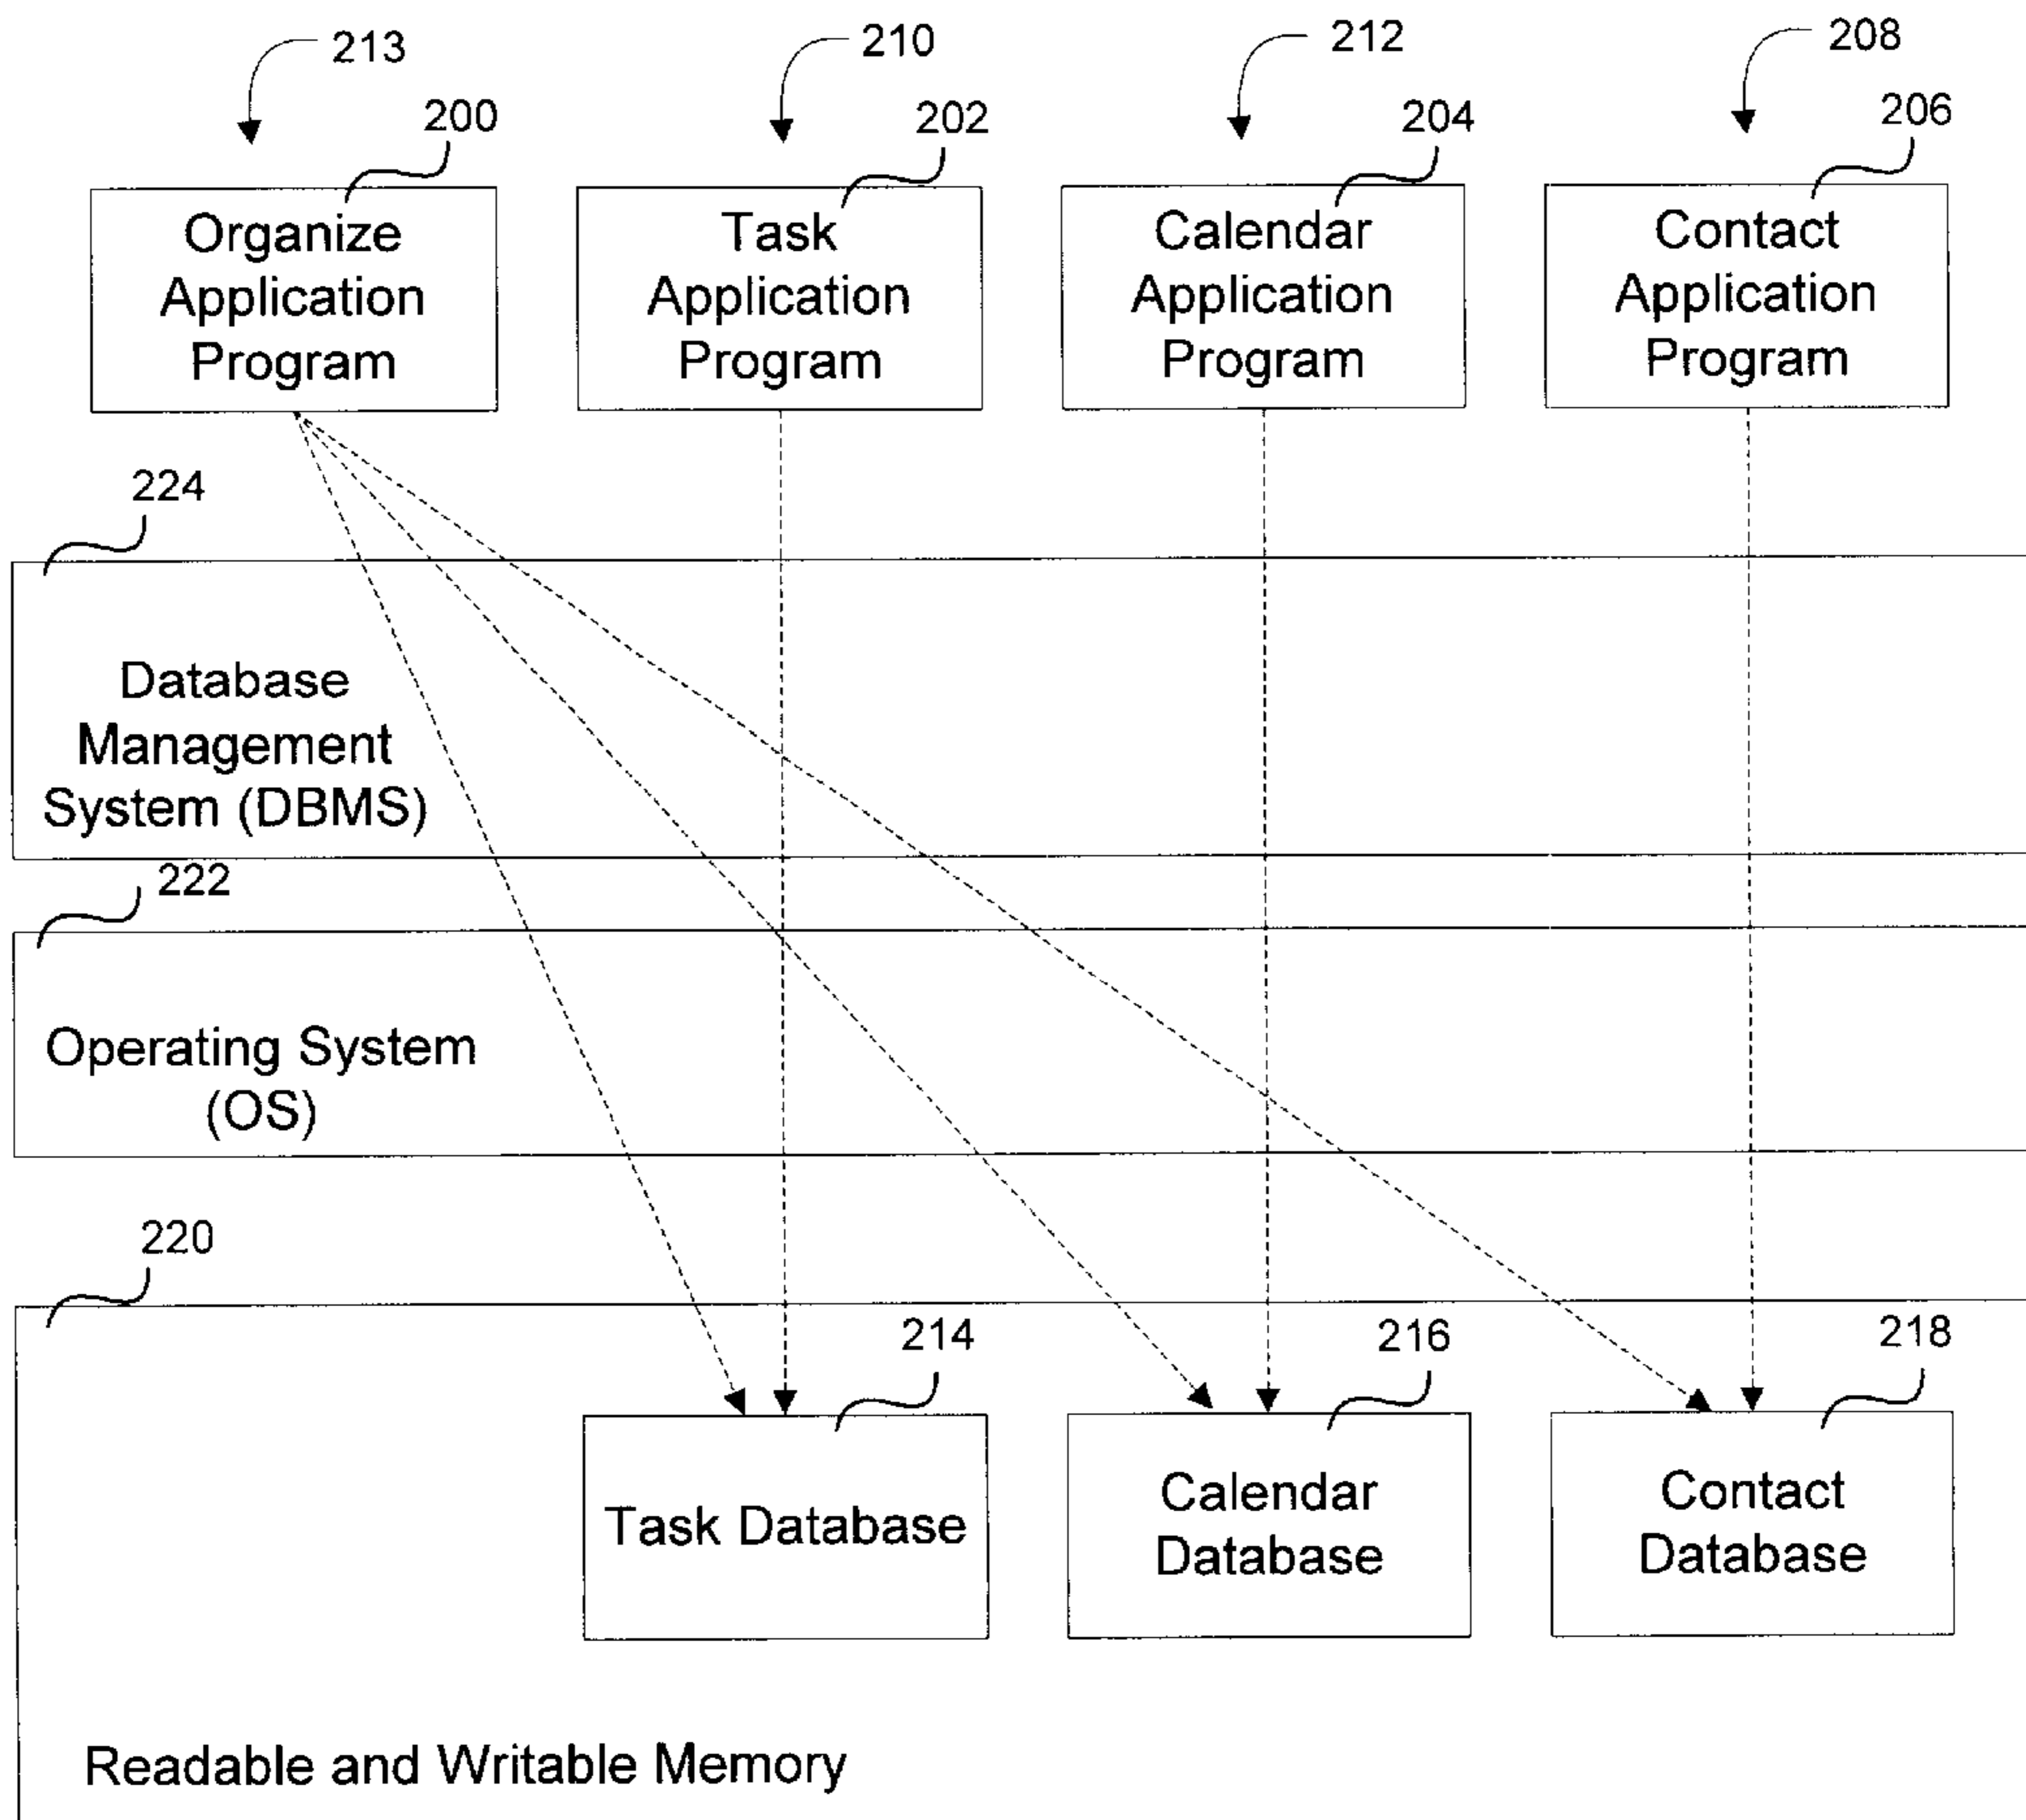 213
210
212
208
200
202
204
206
Organize
Application
Program
Task
Application
Program
Calendar
Application
Program
Contact
Application
Program
224
Database
Management
System (DBMS)
222
Operating System
(OS)
220
214
216
218
Task Database
Calendar
Database
Contact
Database
Readable and Writable Memory